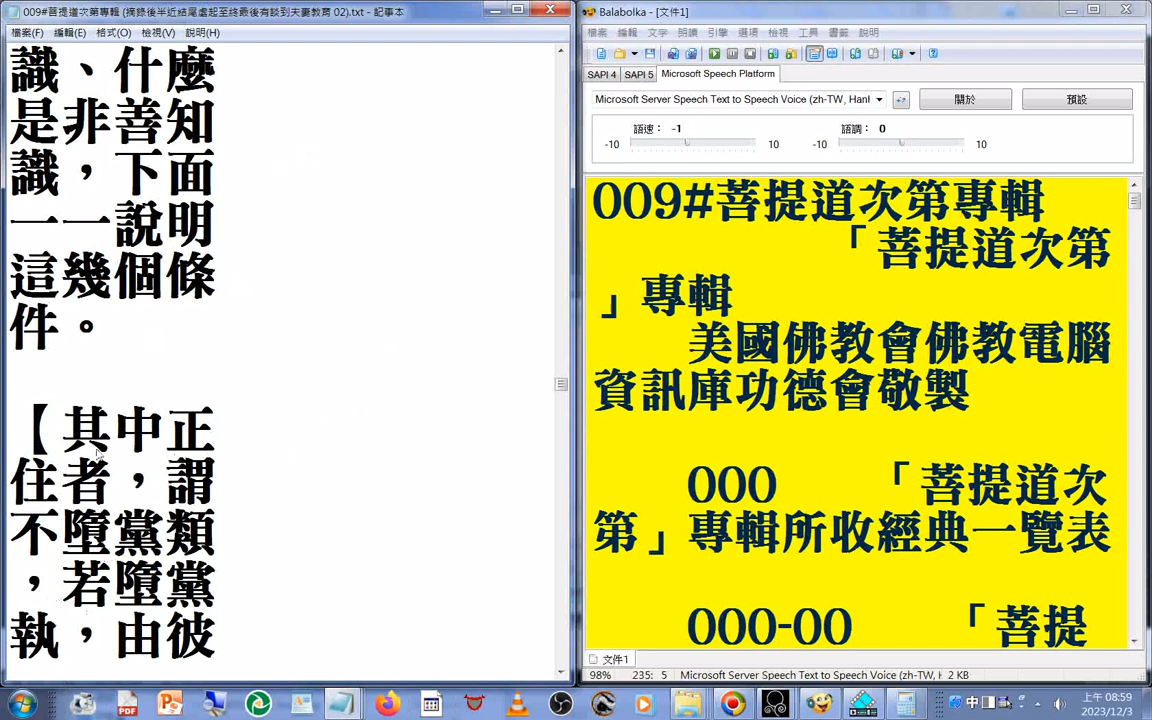 009#菩提道次第專輯 (摘錄後半近結尾處起至終最後有談到夫妻教育 02).txt - 記事本
檔案(F) 編輯(E) 格式(O) 檢視(V) 說明(H)
識、什麼
是非善知
識，下面
一一說明
這幾個條
件。
【其中正
住者，謂
不墮黨類
，若墮黨
執，由彼
Balabolka - [文件1]
檔案 編輯 文字 朗讀 引擎 選項 檢視 工具 書籤 說明
SAPI 4 SAPI 5 Microsoft Speech Platform
Microsoft Server Speech Text to Speech Voice (zh-TW, Hanl
關於
預設
語速： -1
語調： 0
-10 10 -10 10
009#菩提道次第專輯
「菩提道次第
」專輯
美國佛教會佛教電腦
資訊庫功德會敬製
000 「菩提道次
第」專輯所收經典一覽表
000-00 「菩提
文件1
98% 235: 5 Microsoft Server Speech Text to Speech Voice (zh-T 2 KB
PDF
中
上午 08:59
2023/12/3